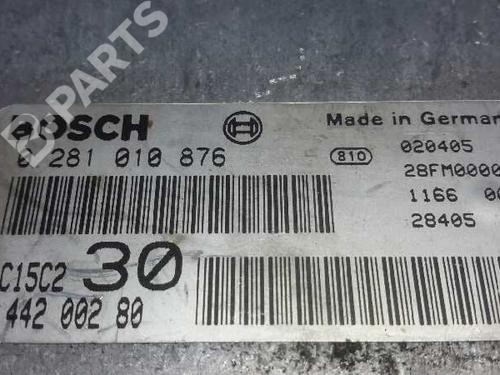 B PARTS
BOSCH
Made in German
0 281 010 876
810
020405
28FM0000
1166
28405
C15C2 30
442 002 80